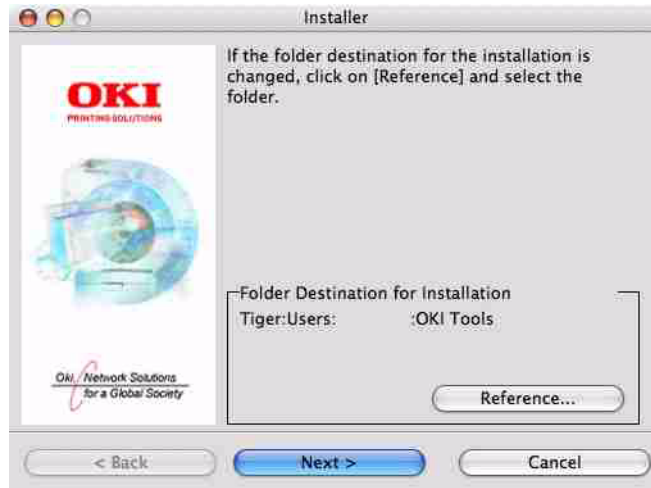 Installer
If the folder destination for the installation is
changed, click on [Reference] and select the
folder.
OKI
PRINTING SOLUTIONS
Folder Destination for Installation
Tiger:Users: :OKI Tools
Oki Network Solutions
for a Global Society
Reference...
< Back
Next >
Cancel